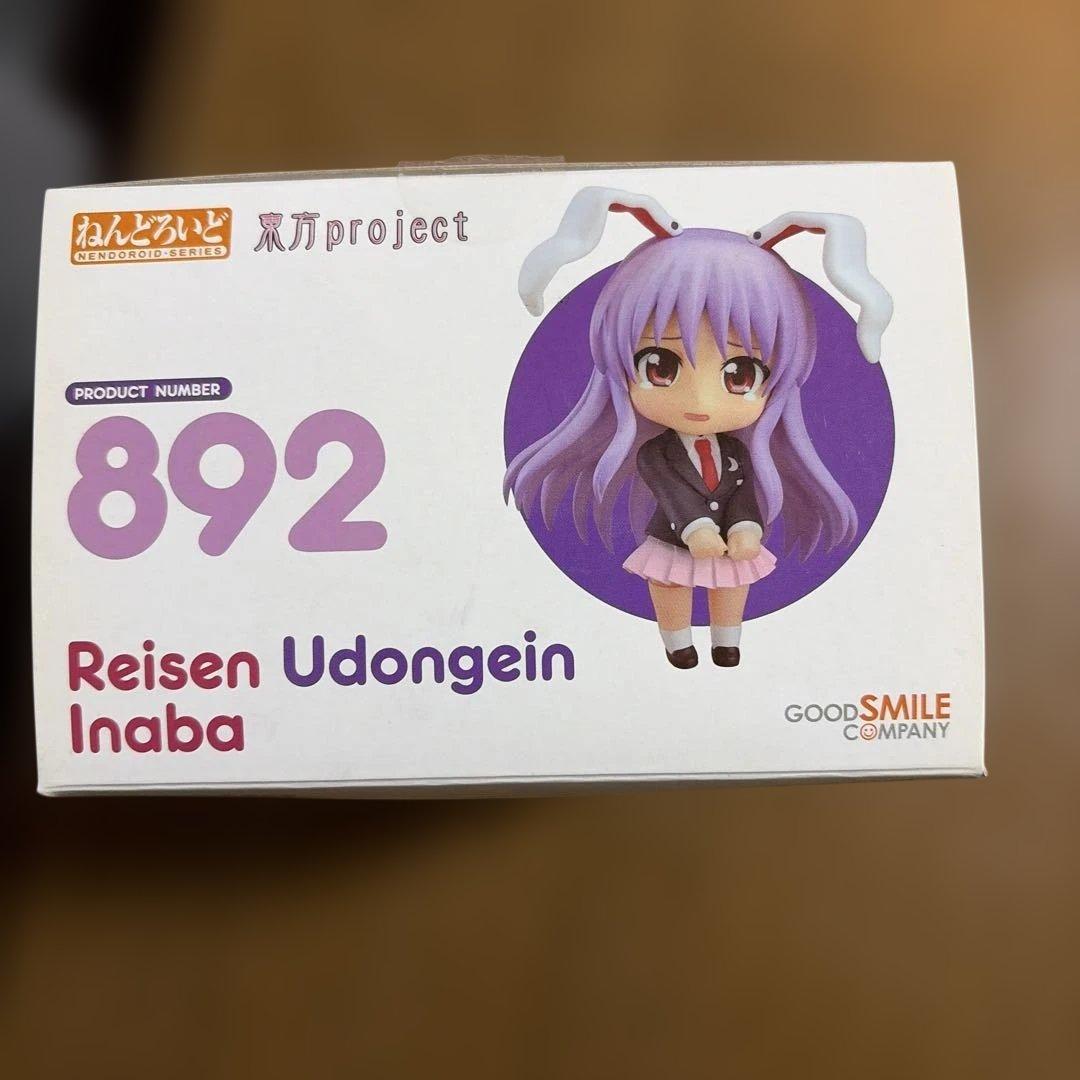 ねんどろいど
NENDOROID·SERIES
東方project
PRODUCT NUMBER
892
Reisen Udongein
Inaba
GOODSMILE
COMPANY